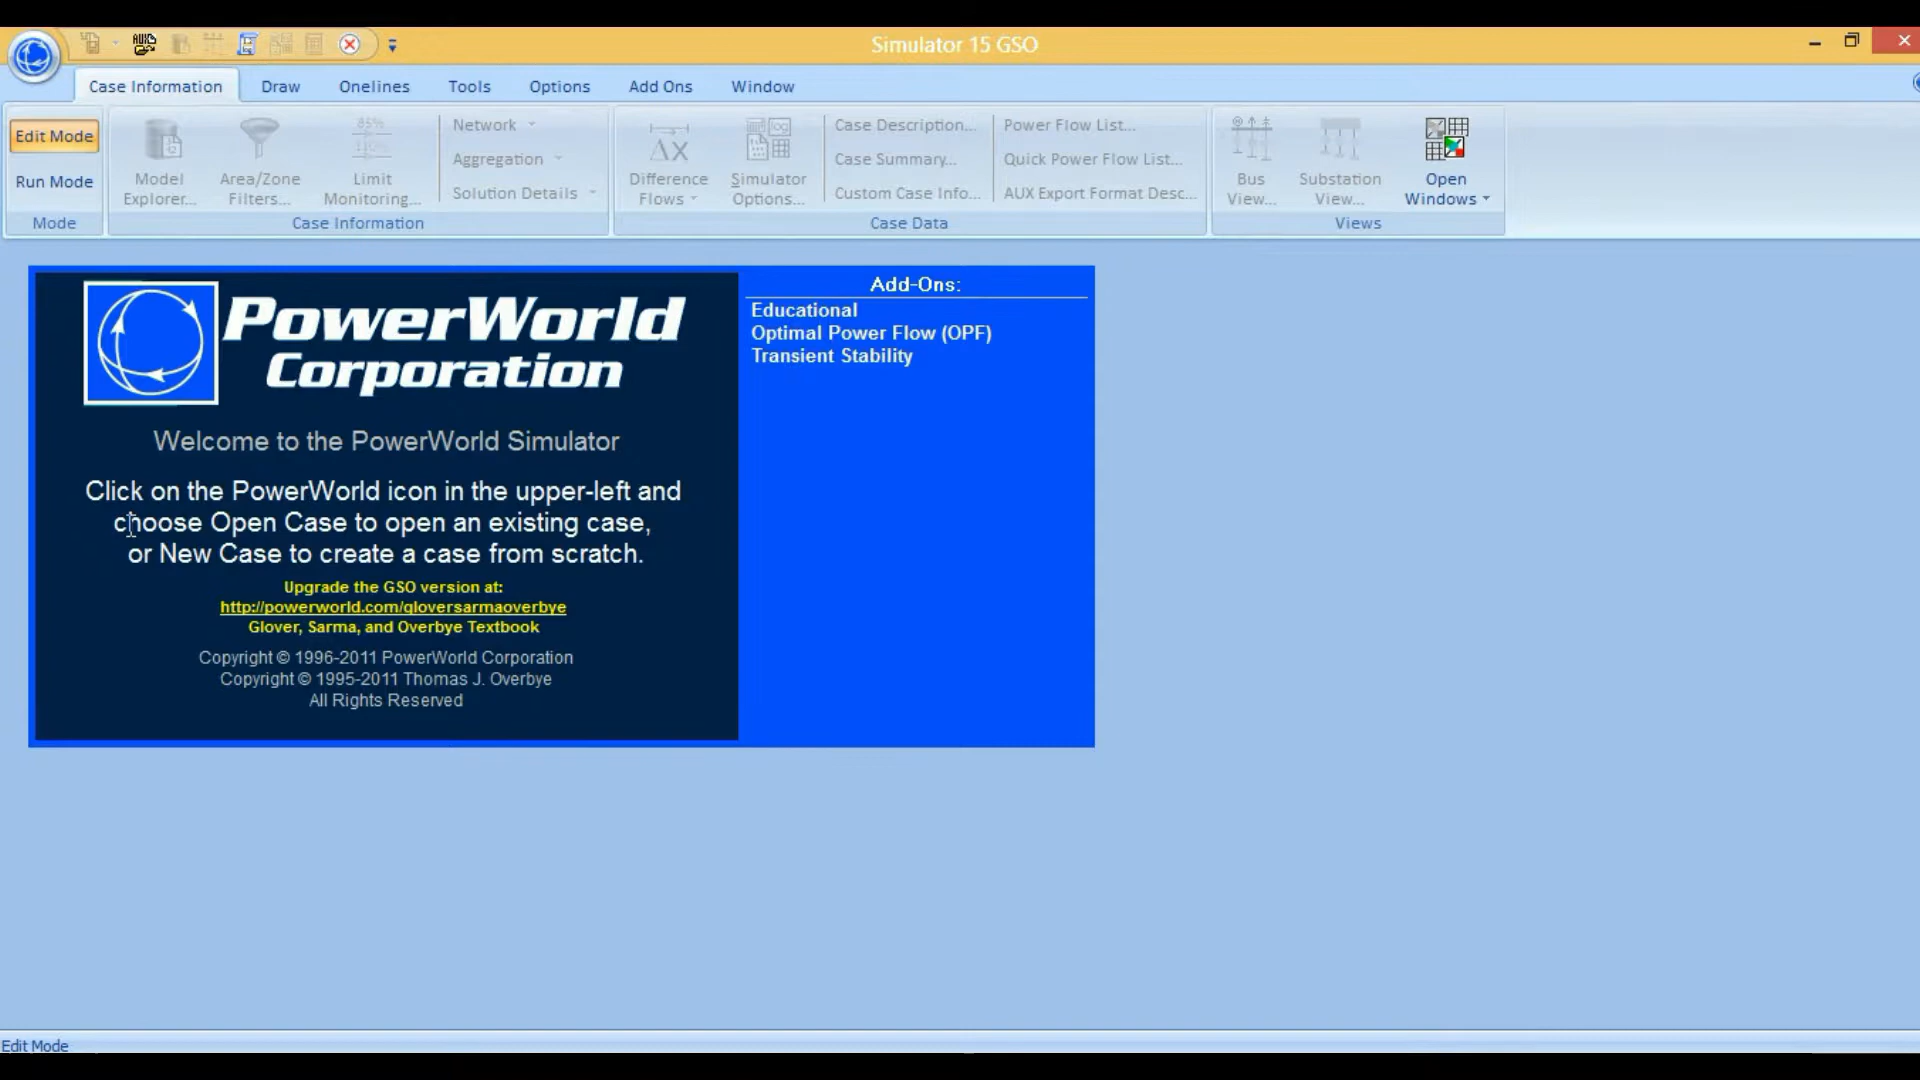 Simulator 15 GSO
Case Information
Draw
Onelines
Tools
Options
Add Ons
Window
Edit Mode
Run Mode
Mode
Model
Explorer...
Area/Zone
Filters...
Limit
Monitoring...
Network
Aggregation
Solution Details
Case Information
Difference
Flows
Simulator
Options...
Case Description...
Case Summary...
Custom Case Info...
Power Flow List...
Quick Power Flow List...
AUX Export Format Desc...
Case Data
Bus
View...
Substation
View...
Open
Windows
Views
PowerWorld
Corporation
Welcome to the PowerWorld Simulator
Click on the PowerWorld icon in the upper-left and
choose Open Case to open an existing case,
or New Case to create a case from scratch.
Upgrade the GSO version at:
http://powerworld.com/gloversarmaoverbye
Glover, Sarma, and Overbye Textbook
Copyright © 1996-2011 PowerWorld Corporation
Copyright © 1995-2011 Thomas J. Overbye
All Rights Reserved
Add-Ons:
Educational
Optimal Power Flow (OPF)
Transient Stability
Edit Mode